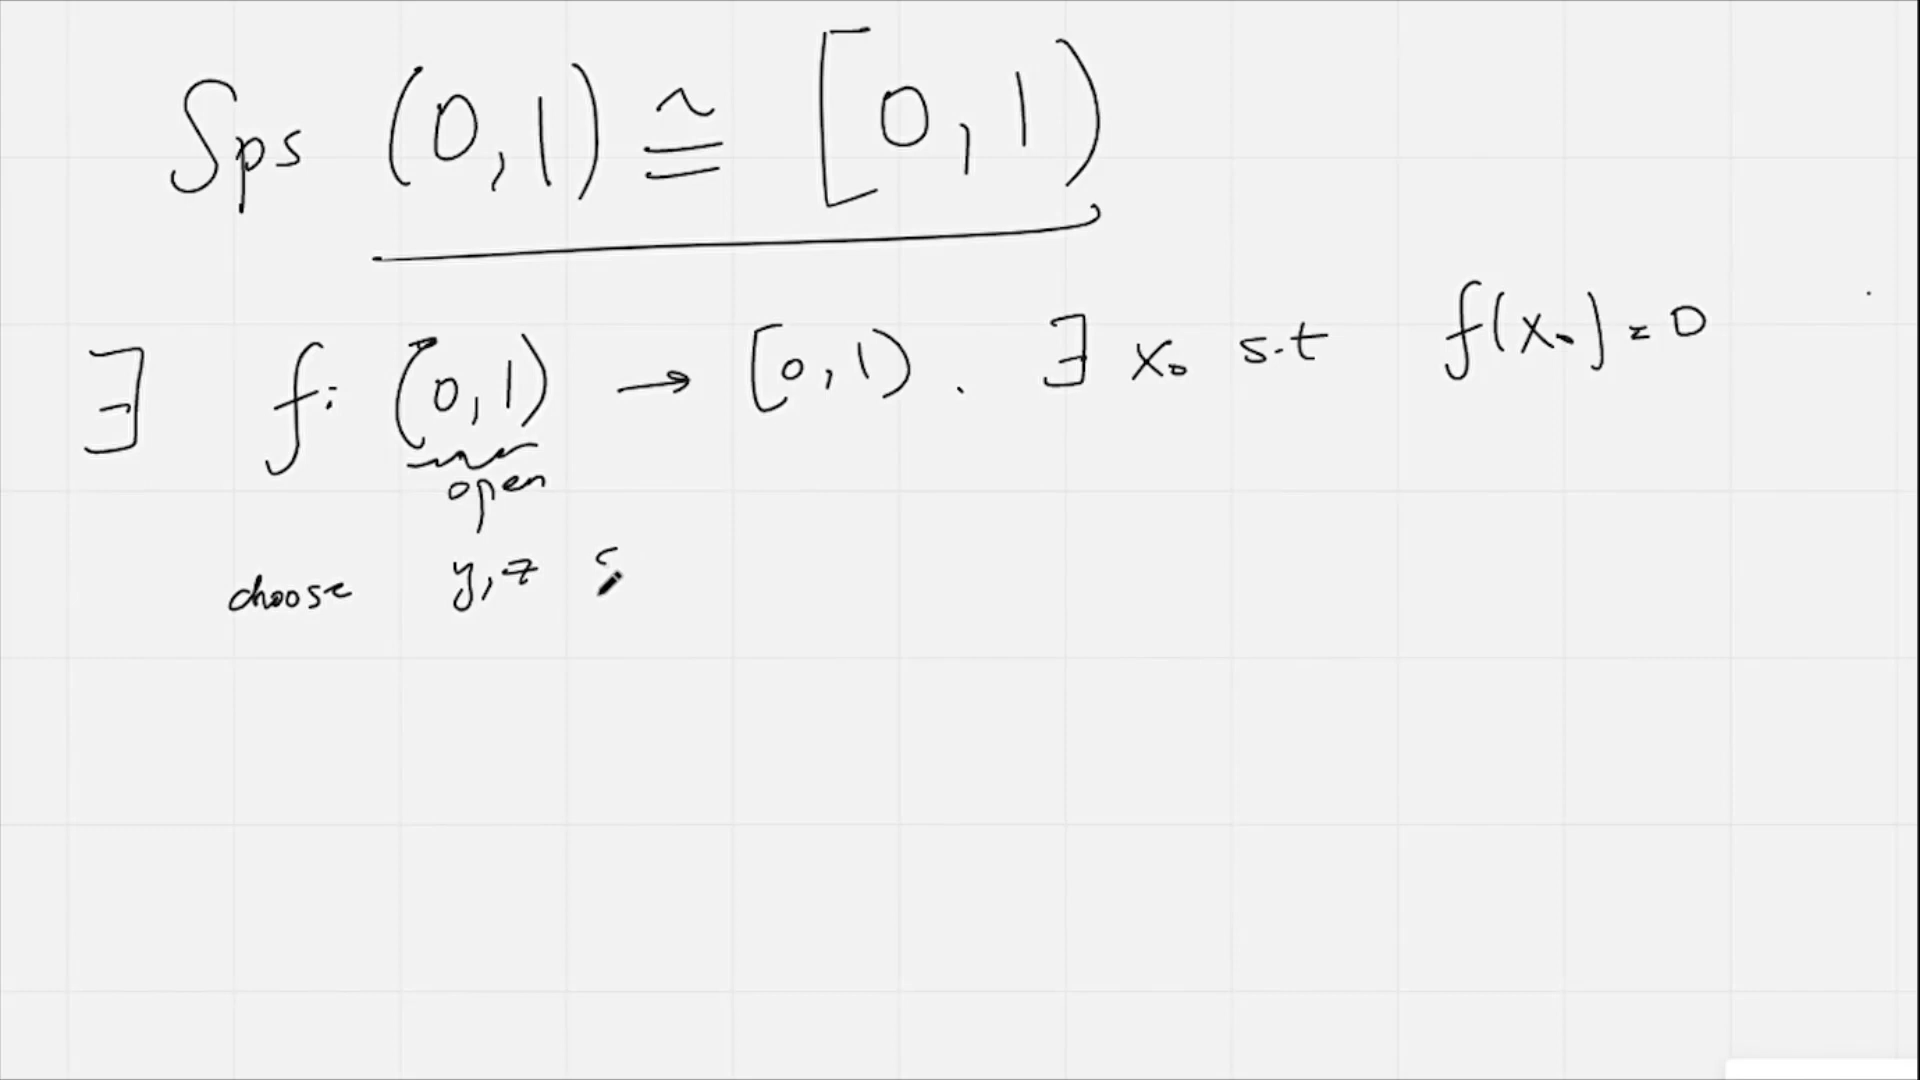 Sps (0,1) ≅ [0,1)
∃ f: (0,1) → [0,1). ∃ x₀ s.t f(x₀) = 0
open
choose y,z s